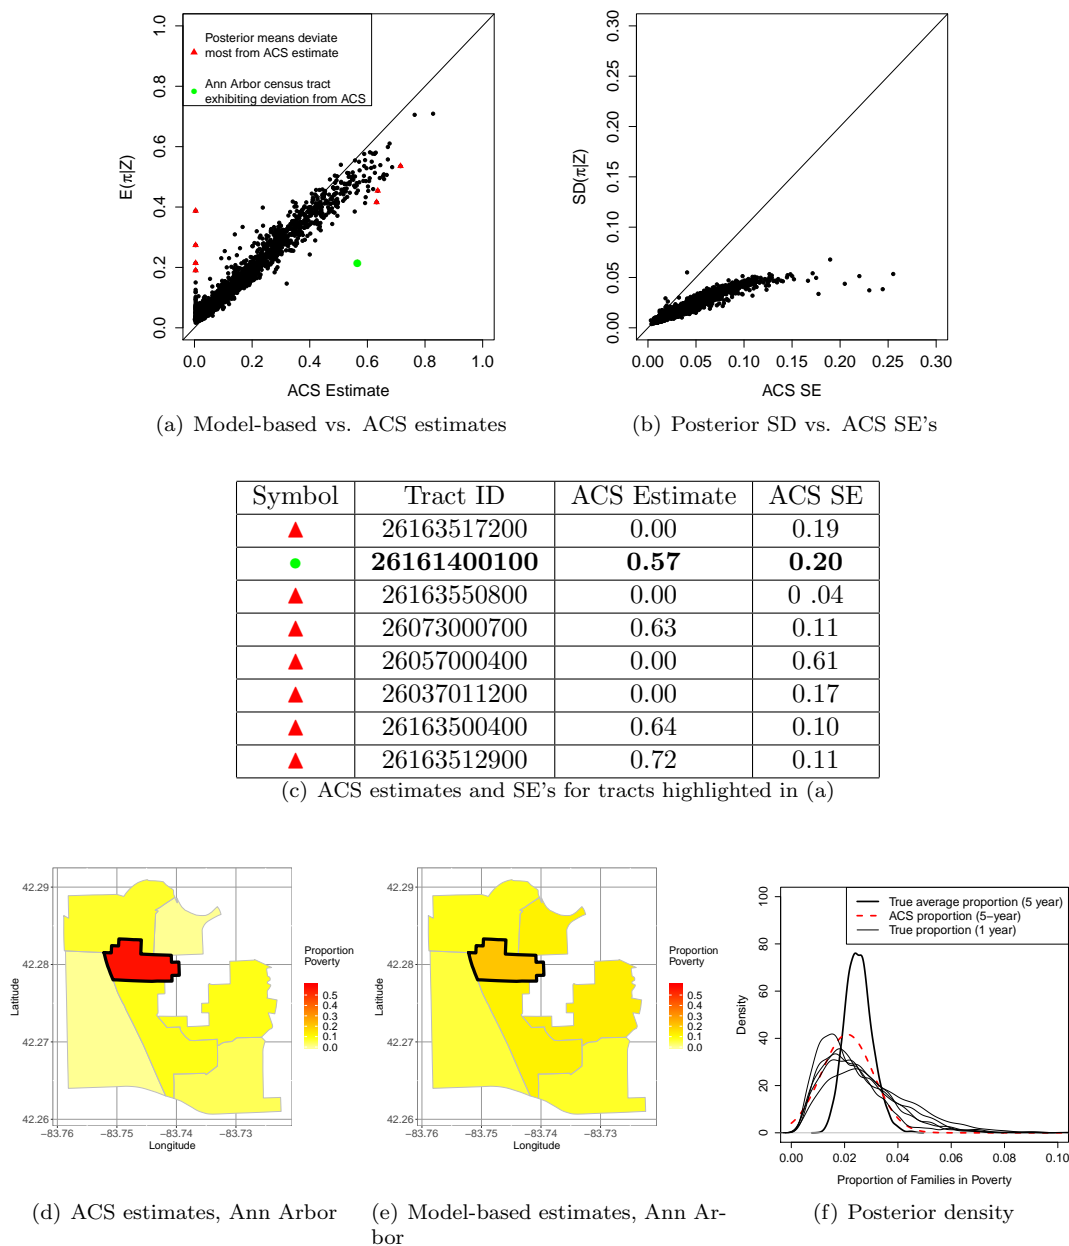 Posterior means deviate
most from ACS estimate
Ann Arbor census tract
exhibiting deviation from ACS
E(π|Z)
0.0 0.2 0.4 0.6 0.8 1.0
0.0 0.2 0.4 0.6 0.8 1.0
ACS Estimate
(a) Model-based vs. ACS estimates
SD(π|Z)
0.00 0.05 0.10 0.15 0.20 0.25 0.30
0.00 0.05 0.10 0.15 0.20 0.25 0.30
ACS SE
(b) Posterior SD vs. ACS SE's
Symbol Tract ID ACS Estimate ACS SE
26163517200 0.00 0.19
26161400100 0.57 0.20
26163550800 0.00 0 .04
26073000700 0.63 0.11
26057000400 0.00 0.61
26037011200 0.00 0.17
26163500400 0.64 0.10
26163512900 0.72 0.11
(c) ACS estimates and SE's for tracts highlighted in (a)
Latitude
42.29
42.28
42.27
42.26
−83.76 −83.75 −83.74 −83.73
Longitude
Proportion
Poverty
0.5
0.4
0.3
0.2
0.1
0.0
(d) ACS estimates, Ann Arbor
Latitude
42.29
42.28
42.27
42.26
−83.76 −83.75 −83.74 −83.73
Longitude
Proportion
Poverty
0.5
0.4
0.3
0.2
0.1
0.0
(e) Model-based estimates, Ann Ar-
bor
Density
0 20 40 60 80 100
True average proportion (5 year)
ACS proportion (5−year)
True proportion (1 year)
0.00 0.02 0.04 0.06 0.08 0.10
Proportion of Families in Poverty
(f) Posterior density